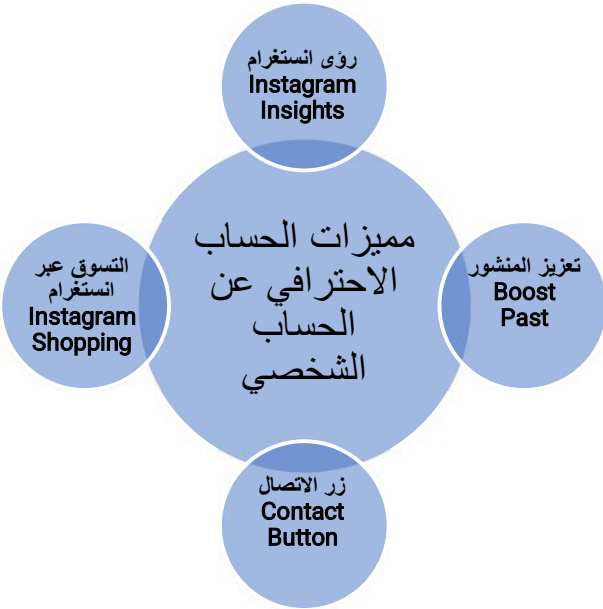 رؤى انستغرام
Instagram
Insights
مميزات الحساب
الاحترافي عن
الحساب
الشخصي
تعزيز المنشور
Boost
Past
التسوق عبر
انستغرام
Instagram
Shopping
زر الاتصال
Contact
Button